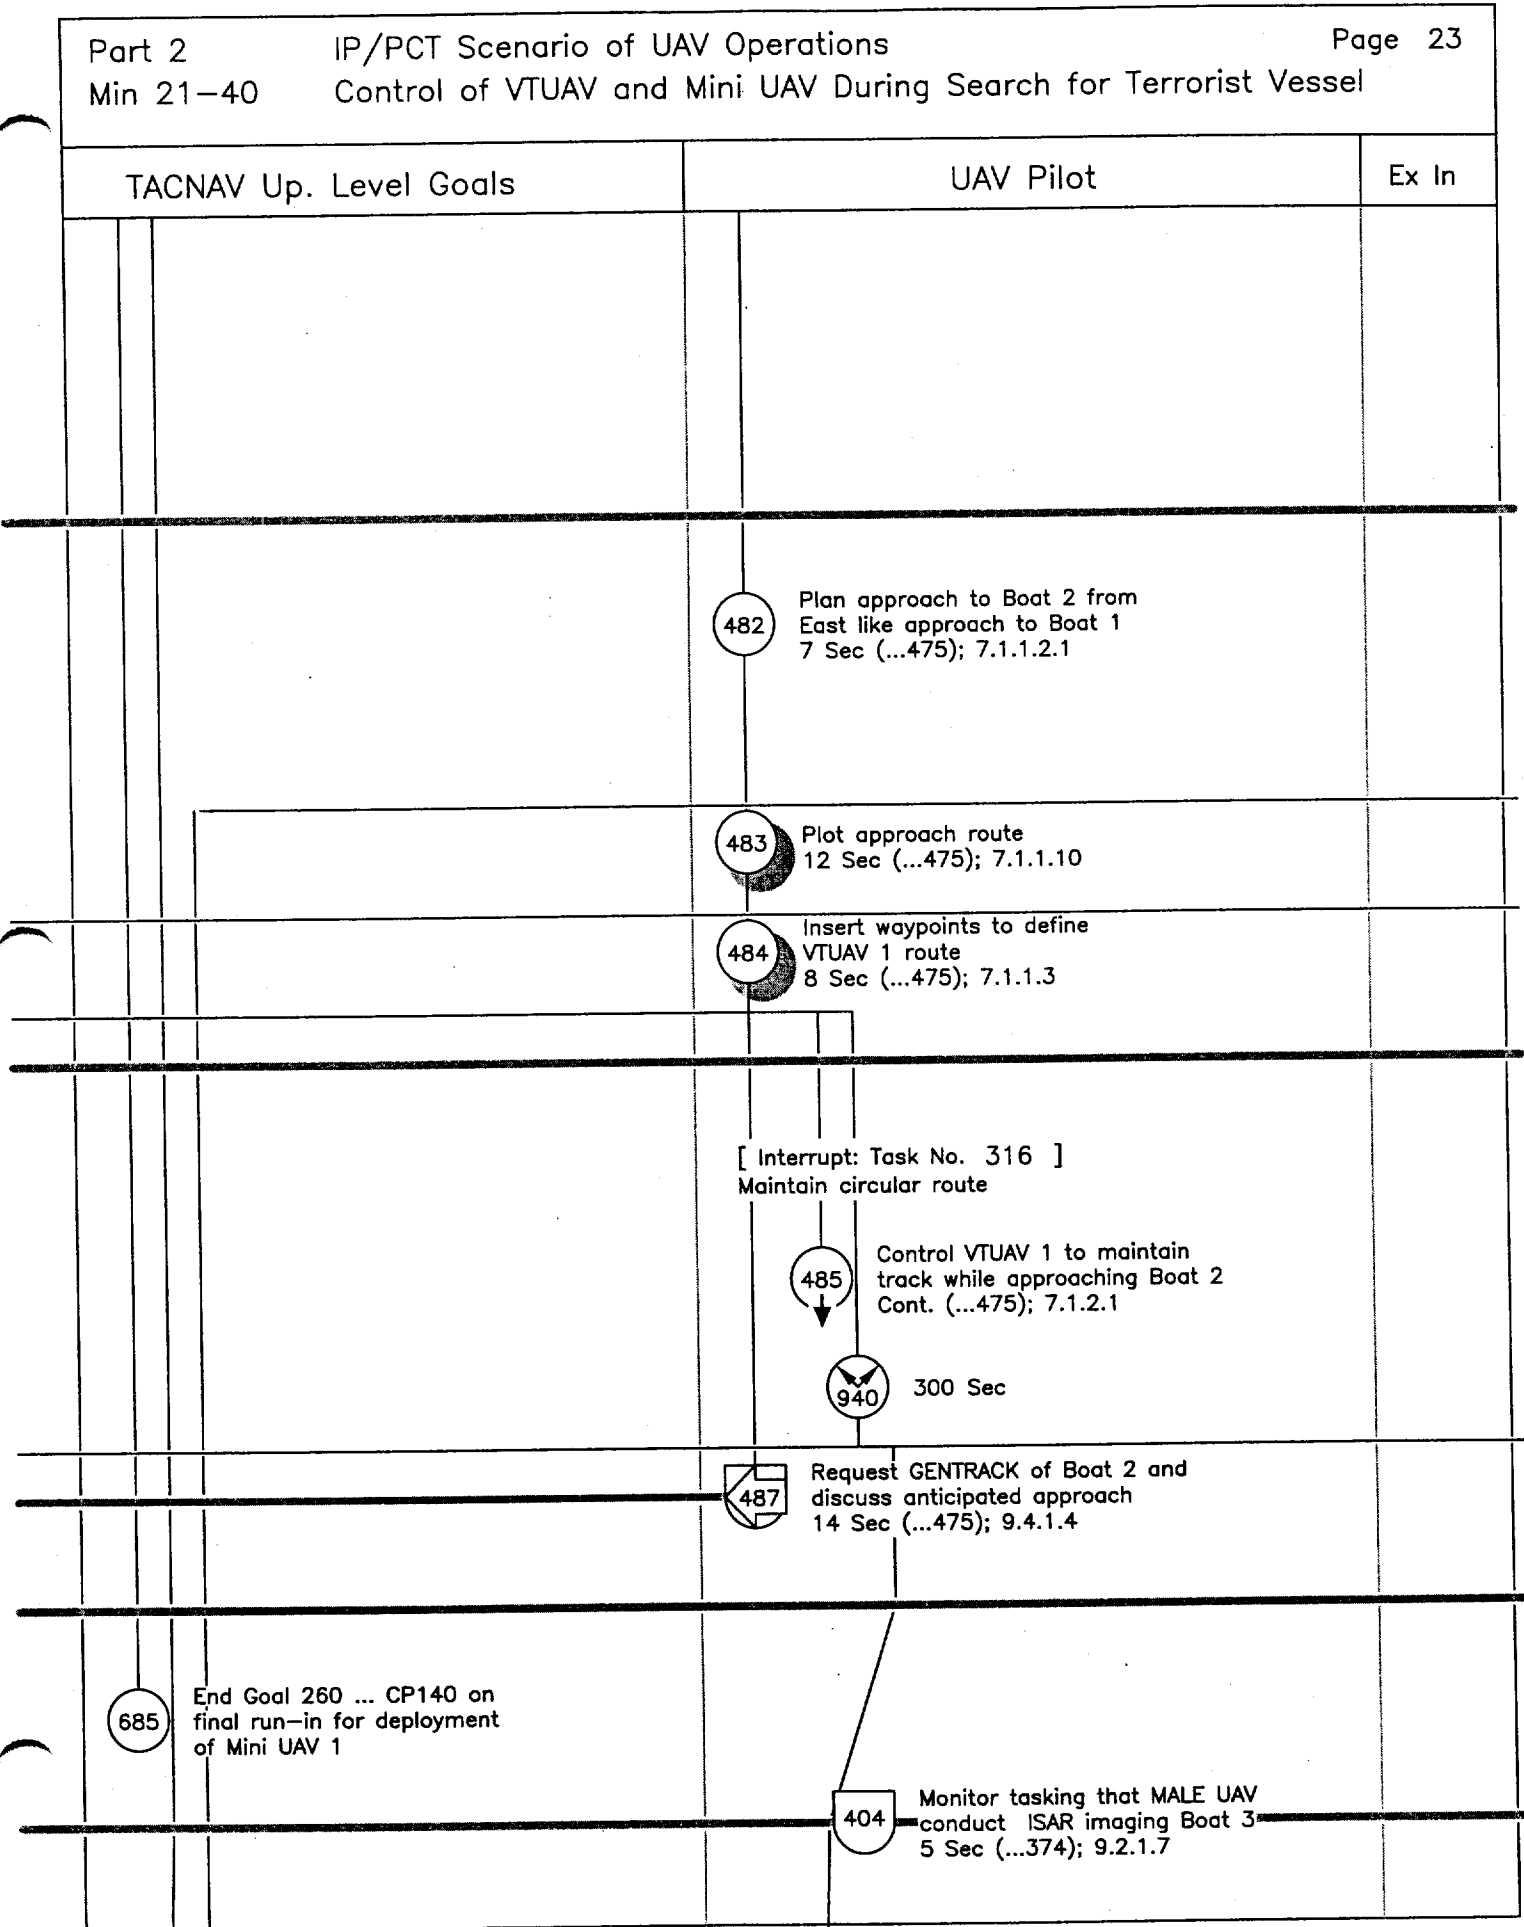 Part 2 IP/PCT Scenario of UAV Operations Page 23
Min 21-40 Control of VTUAV and Mini UAV During Search for Terrorist Vessel
TACNAV Up. Level Goals UAV Pilot Ex In
482 Plan approach to Boat 2 from
East like approach to Boat 1
7 Sec (...475); 7.1.1.2.1
483 Plot approach route
12 Sec (...475); 7.1.1.10
484 Insert waypoints to define
VTUAV 1 route
8 Sec (...475); 7.1.1.3
[ Interrupt: Task No. 316 ]
Maintain circular route
485 Control VTUAV 1 to maintain
track while approaching Boat 2
Cont. (...475); 7.1.2.1
940 300 Sec
487 Request GENTRACK of Boat 2 and
discuss anticipated approach
14 Sec (...475); 9.4.1.4
685 End Goal 260 ... CP140 on
final run-in for deployment
of Mini UAV 1
404 Monitor tasking that MALE UAV
conduct ISAR imaging Boat 3
5 Sec (...374); 9.2.1.7